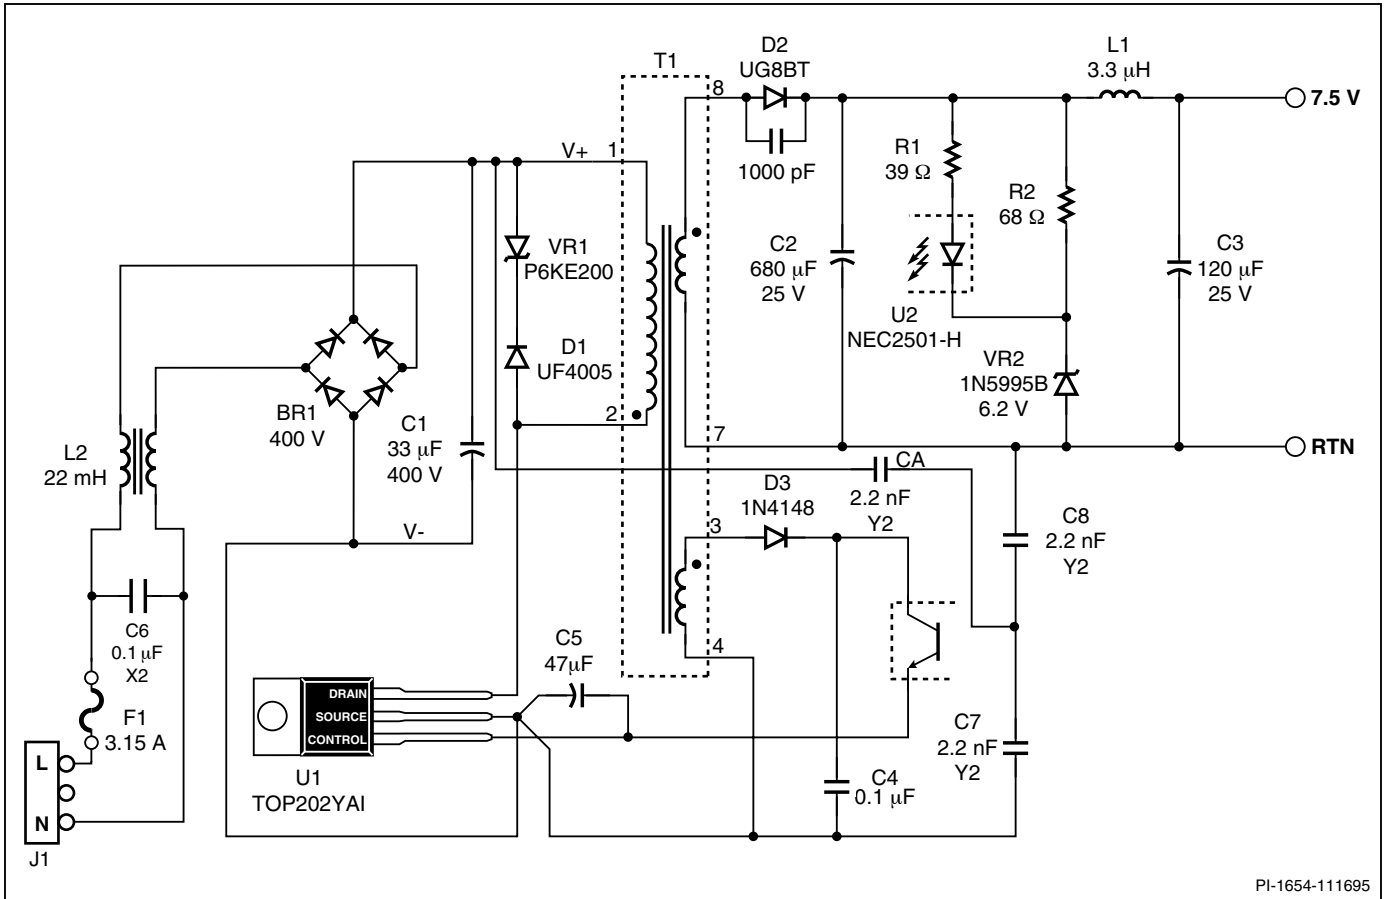 D2
UG8BT
L1
3.3 µH
T1
8
7.5 V
1000 pF
R1
39 Ω
R2
68 Ω
V+
1
VR1
P6KE200
C2
680 µF
25 V
C3
120 µF
25 V
U2
NEC2501-H
D1
UF4005
VR2
1N5995B
6.2 V
BR1
400 V
C1
33 µF
400 V
2
7
RTN
L2
22 mH
CA
2.2 nF
Y2
D3
1N4148
3
V-
C8
2.2 nF
Y2
C6
0.1 µF
X2
C5
47µF
4
DRAIN
SOURCE
CONTROL
F1
3.15 A
C7
2.2 nF
Y2
L
N
J1
U1
TOP202YAI
C4
0.1 µF
PI-1654-111695